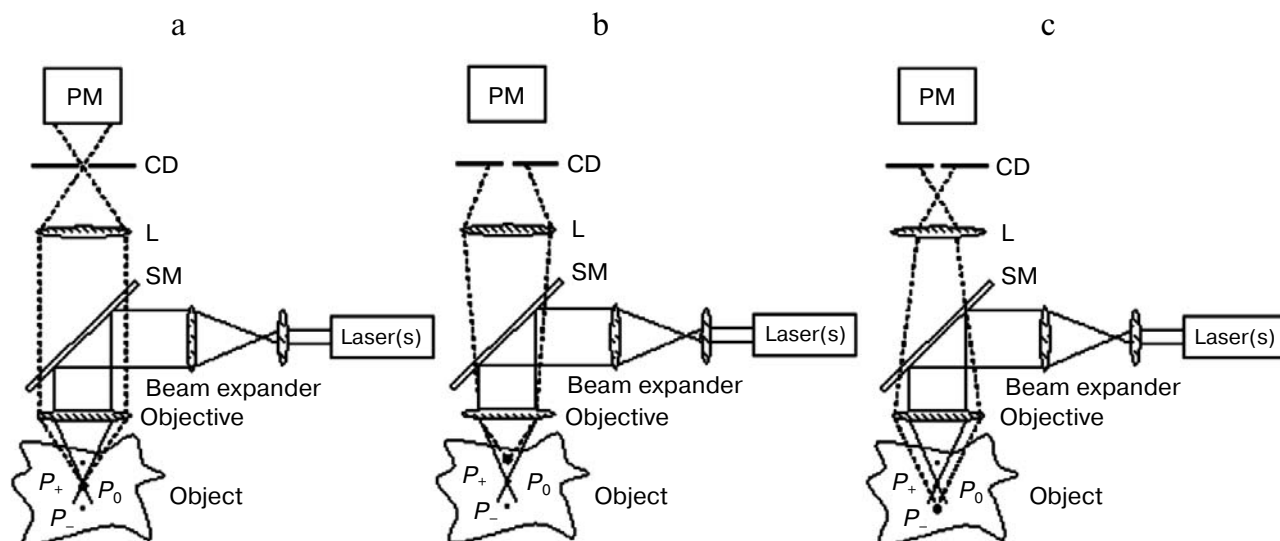 a b c
PM PM PM
CD CD CD
L L L
SM SM SM
Laser(s) Laser(s) Laser(s)
Beam expander Beam expander Beam expander
Objective Objective Objective
P+ P0 P+ P0 P+ P0
Object Object Object
P− P− P−